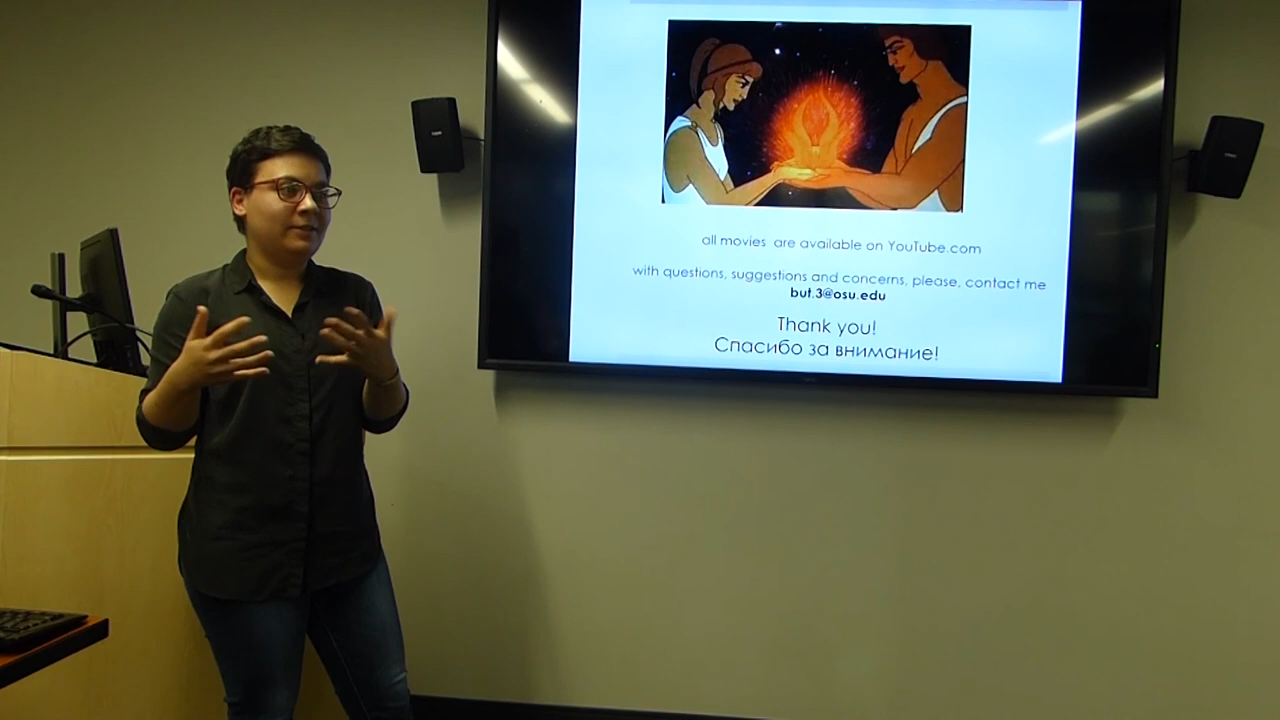 all movies are available on YouTube.com
with questions, suggestions and concerns, please, contact me
but.3@osu.edu
Thank you!
Спасибо за внимание!